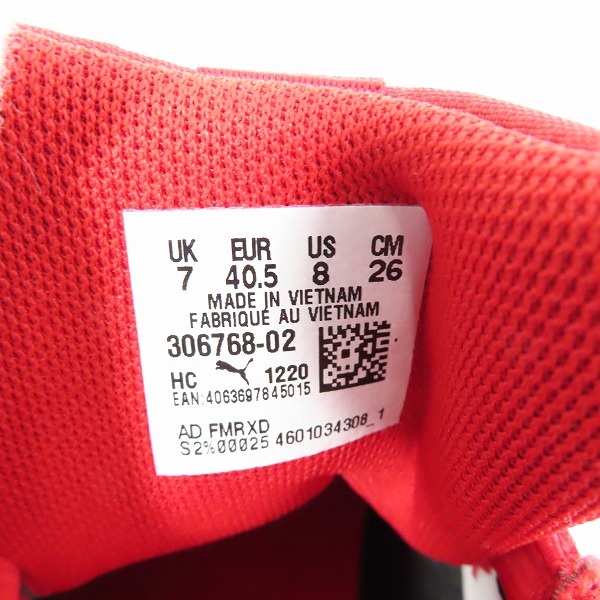 UK EUR US CM
7 40.5 8 26
MADE IN VIETNAM
FABRIQUÉ AU VIETNAM
306768-02
HC 1220
EAN:4063697845015
AD FMRXD
S2%00025 4601034308_1